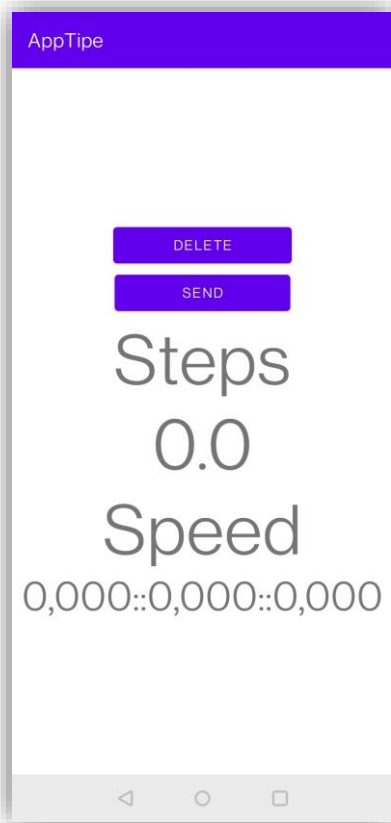 AppTipe
DELETE
SEND
Steps
0.0
Speed
0,000::0,000::0,000